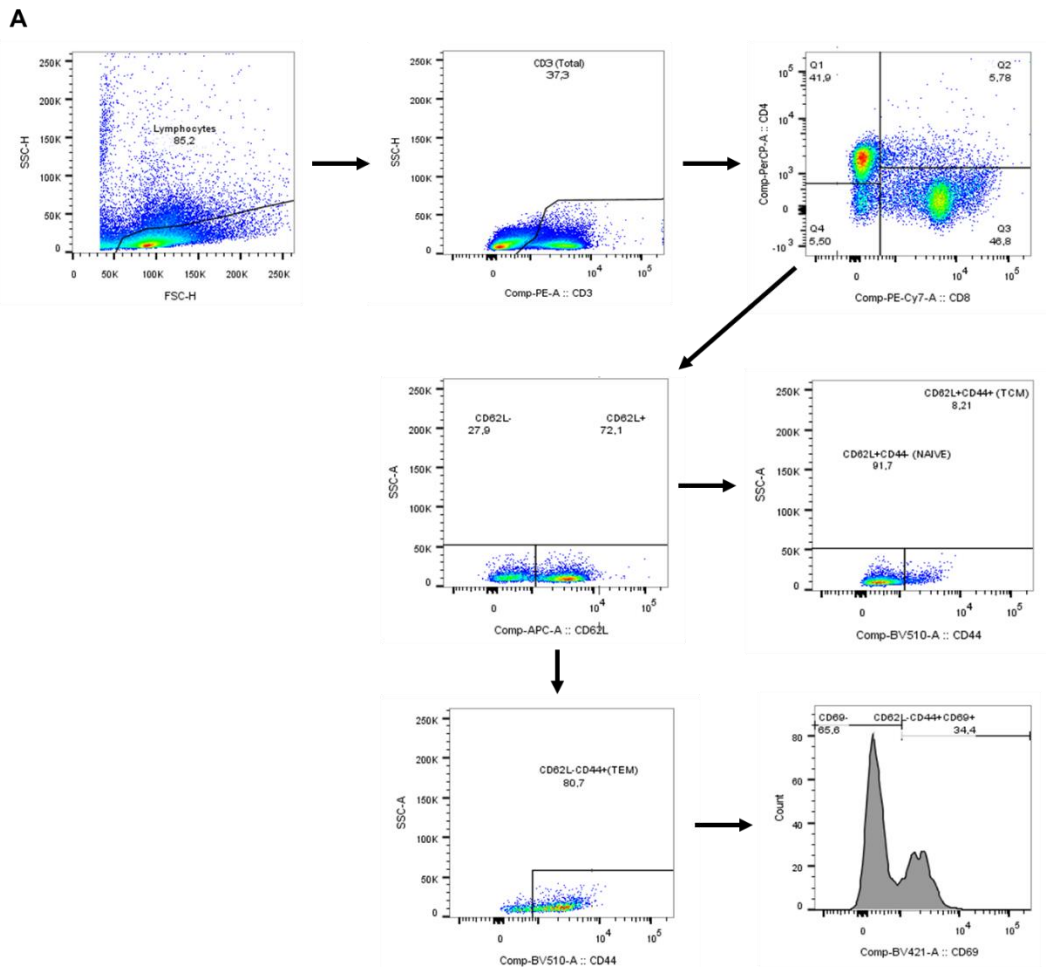 A
250K
200K
150K
100K
50K
0
SSC-H
Lymphocytes
85,2
0
50K
100K
150K
200K
250K
FSC-H
250K
200K
150K
100K
50K
0
SSC-H
CD3 (Total)
37,3
0
10^4
10^5
Comp-PE-A :: CD3
10^5
10^4
10^3
0
-10^3
Comp-PerCP-A :: CD4
Q1
41,9
Q2
5,78
Q4
5,50
Q3
46,8
0
10^4
10^5
Comp-PE-Cy7-A :: CD8
250K
200K
150K
100K
50K
0
SSC-A
CD62L-
27,9
CD62L+
72,1
0
10^4
10^5
Comp-APC-A :: CD62L
250K
200K
150K
100K
50K
0
SSC-A
CD62L+CD44+ (TCM)
8,21
CD62L+CD44- (NAIVE)
91,7
0
10^4
10^5
Comp-BV510-A :: CD44
250K
200K
150K
100K
50K
0
SSC-A
CD62L-CD44+(TEM)
80,7
0
10^4
10^5
Comp-BV510-A :: CD44
80
60
40
20
0
Count
CD69-
65,6
CD62L-CD44+CD69+
34,4
0
10^4
10^5
Comp-BV421-A :: CD69